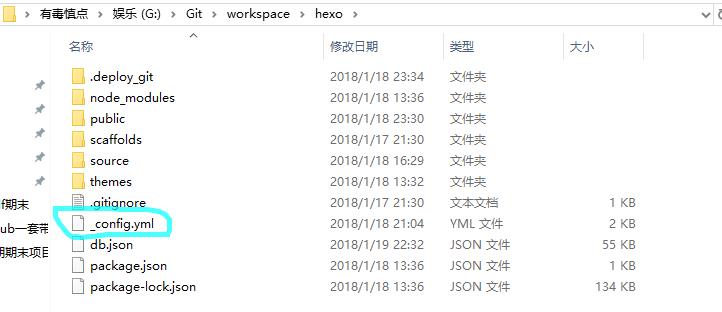 有毒慎点 > 娱乐 (G:) > Git > workspace > hexo
名称 修改日期 类型 大小
.deploy_git 2018/1/18 23:34 文件夹
node_modules 2018/1/18 13:36 文件夹
public 2018/1/18 23:30 文件夹
scaffolds 2018/1/17 21:30 文件夹
source 2018/1/18 16:29 文件夹
themes 2018/1/18 13:32 文件夹
if期末 .gitignore 2018/1/17 21:30 文本文档 1 KB
ub一套带 _config.yml 2018/1/18 21:04 YML 文件 2 KB
db.json 2018/1/19 22:32 JSON 文件 55 KB
期期末项目 package.json 2018/1/18 13:36 JSON 文件 1 KB
package-lock.json 2018/1/18 13:36 JSON 文件 134 KB